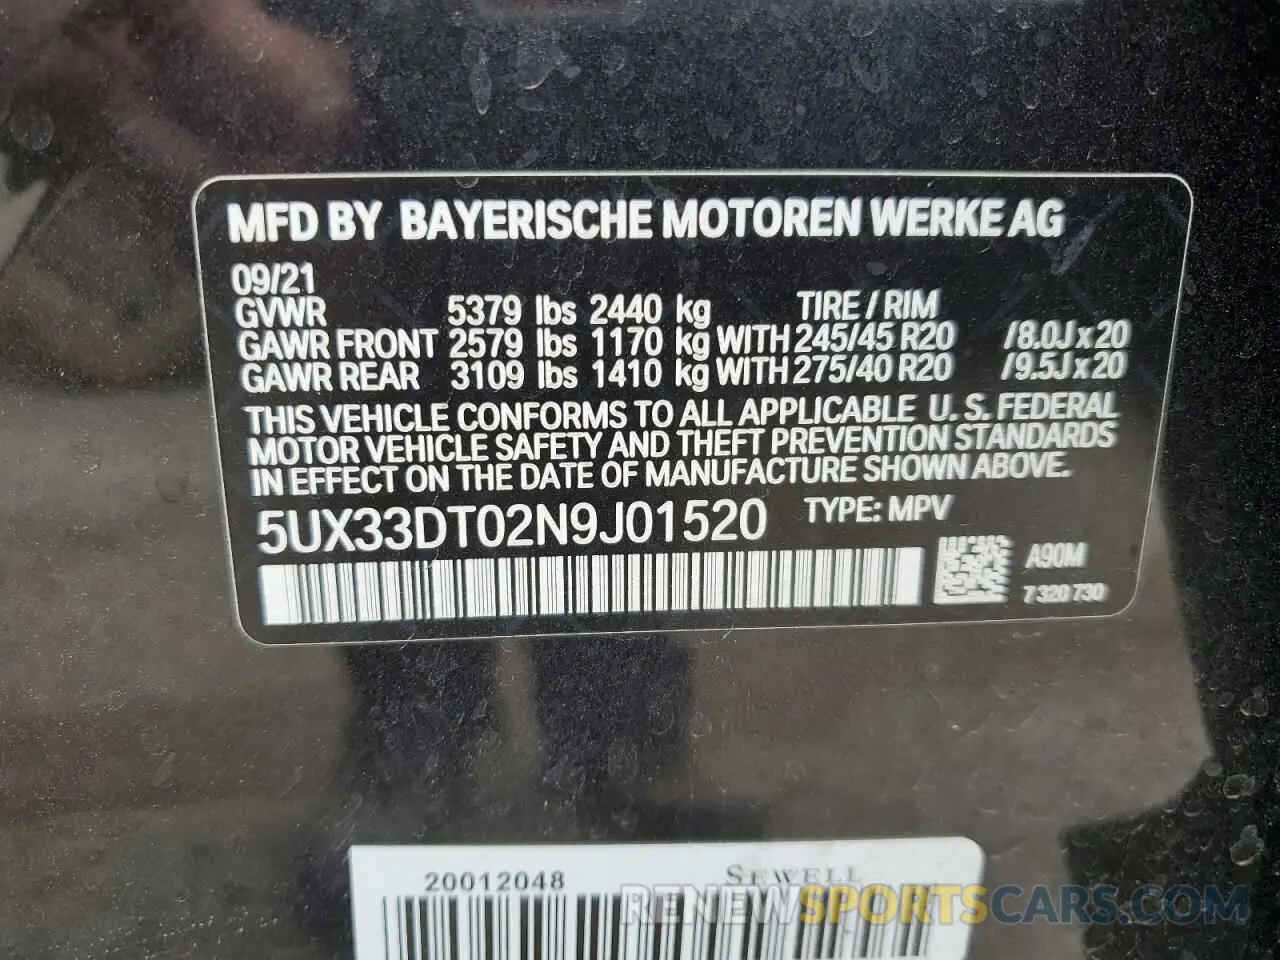 MFD BY BAYERISCHE MOTOREN WERKE AG
09/21
GVWR 5379 lbs 2440 kg TIRE / RIM
GAWR FRONT 2579 lbs 1170 kg WITH 245/45 R20 /8.0J x 20
GAWR REAR 3109 lbs 1410 kg WITH 275/40 R20 /9.5J x 20
THIS VEHICLE CONFORMS TO ALL APPLICABLE U. S. FEDERAL
MOTOR VEHICLE SAFETY AND THEFT PREVENTION STANDARDS
IN EFFECT ON THE DATE OF MANUFACTURE SHOWN ABOVE.
5UX33DT02N9J01520 TYPE: MPV
A90M
7 320 730
20012048 SEWELL
RENEWSPORTSCARS.COM